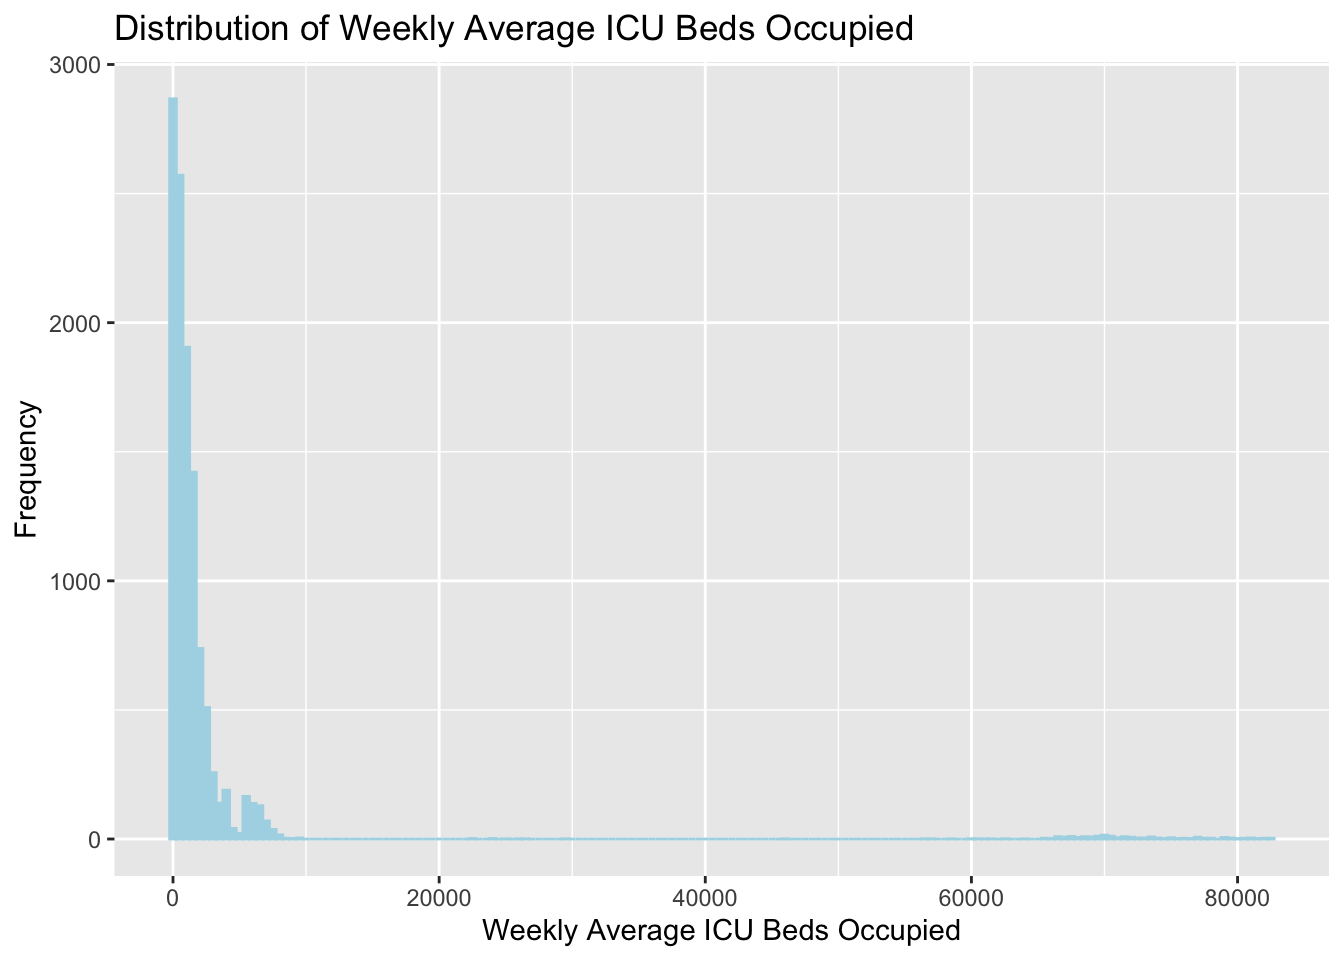 Distribution of Weekly Average ICU Beds Occupied
3000
2000
1000
0
Frequency
0 20000 40000 60000 80000
Weekly Average ICU Beds Occupied